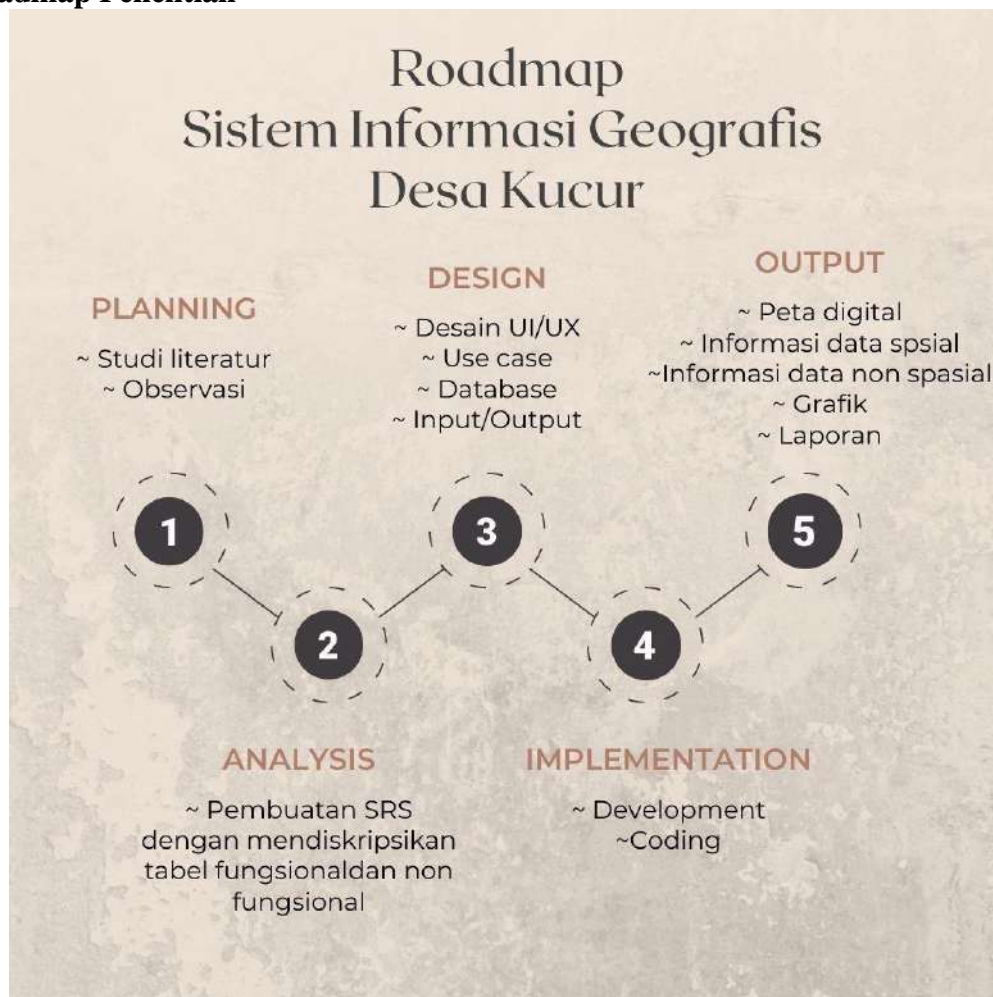 Roadmap
Sistem Informasi Geografis
Desa Kucur
PLANNING
~ Studi literatur
~ Observasi
DESIGN
~ Desain UI/UX
~ Use case
~ Database
~ Input/Output
OUTPUT
~ Peta digital
~ Informasi data spsial
~Informasi data non spasial
~ Grafik
~ Laporan
1
2
3
4
5
ANALYSIS
~ Pembuatan SRS
dengan mendiskripsikan
tabel fungsionaldan non
fungsional
IMPLEMENTATION
~ Development
~Coding